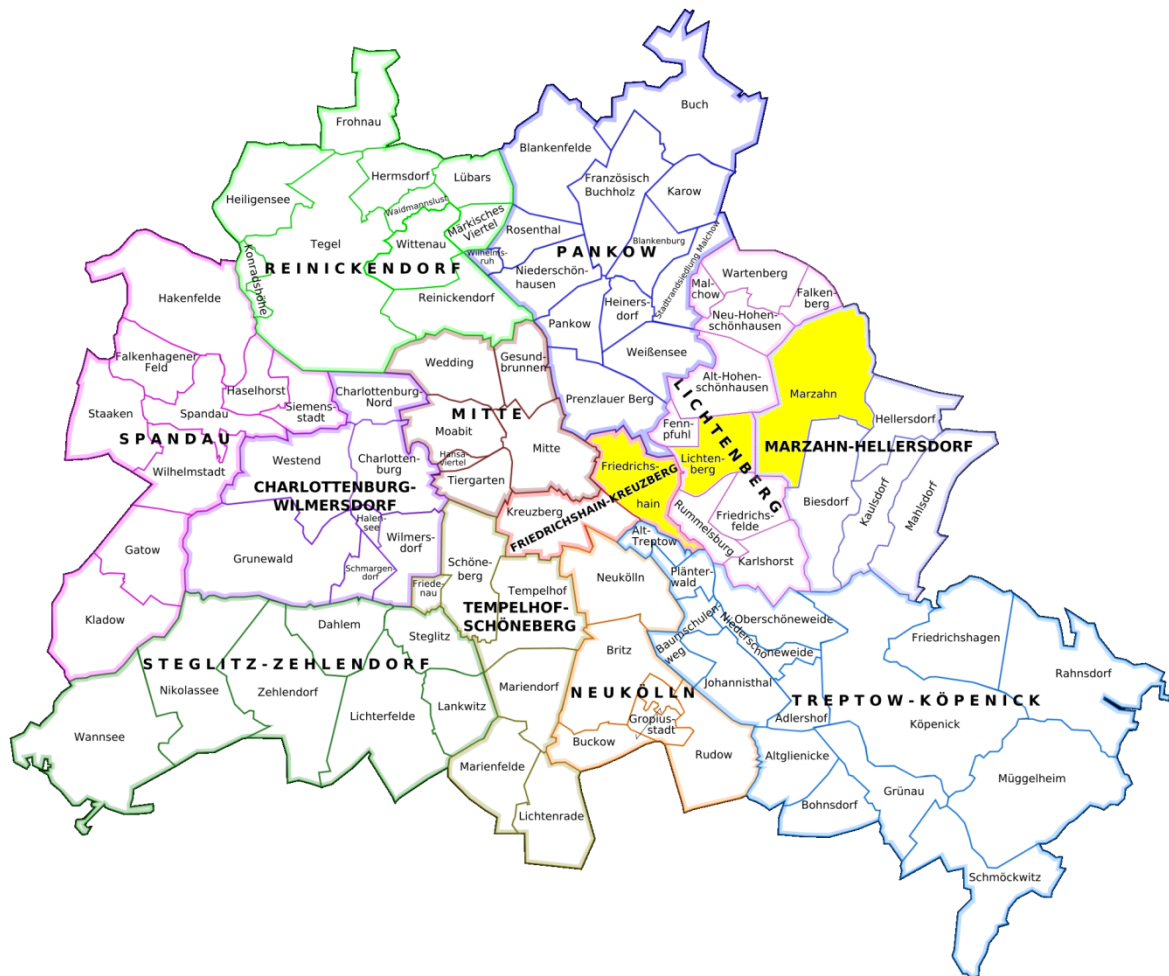 Buch
Frohnau
Blankenfelde
Hermsdorf
Lübars
Französisch
Buchholz
Karow
Heiligensee
Waidmannslust
Märkisches
Viertel
Rosenthal
Tegel
Wittenau
Blankenburg
Stadtrandsiedlung Malchow
PANKOW
Wilhelms-
ruh
REINICKENDORF
Konradshöhe
Niederschön-
hausen
Wartenberg
Mal-
chow
Falken-
berg
Hakenfelde
Reinickendorf
Heiners-
dorf
Neu-Hohen-
schönhausen
Pankow
Wedding
Gesund-
brunnen
Weißensee
Falkenhagener
Feld
Haselhorst
Charlottenburg-
Nord
Alt-Hohen-
schönhausen
Marzahn
Prenzlauer Berg
Siemens-
stadt
Staaken
Spandau
MITTE
Hellersdorf
SPANDAU
Moabit
Fenn-
pfuhl
LICHTENBERG
MARZAHN-HELLERSDORF
Mitte
Hansa-
viertel
Westend
Charlotten-
burg
Wilhelmstadt
Tiergarten
Friedrichs-
hain
Lichten-
berg
CHARLOTTENBURG-
WILMERSDORF
Biesdorf
Kaulsdorf
Mahlsdorf
Kreuzberg
FRIEDRICHSHAIN-KREUZBERG
Rummelsburg
Friedrichs-
felde
Halen-
see
Wilmers-
dorf
Alt-
Treptow
Gatow
Grunewald
Schmargen-
dorf
Schöne-
berg
Karlshorst
Neukölln
Plänter-
wald
Friede-
nau
Tempelhof
TEMPELHOF-
SCHÖNEBERG
Kladow
Dahlem
Steglitz
Oberschöneweide
Niederschöneweide
Baumschulen-
weg
Friedrichshagen
Britz
STEGLITZ-ZEHLENDORF
Rahnsdorf
Johannisthal
Nikolassee
Zehlendorf
Mariendorf
NEUKÖLLN
TREPTOW-KÖPENICK
Lankwitz
Lichterfelde
Gropius-
stadt
Adlershof
Köpenick
Wannsee
Buckow
Rudow
Altglienicke
Marienfelde
Müggelheim
Grünau
Bohnsdorf
Lichtenrade
Schmöckwitz